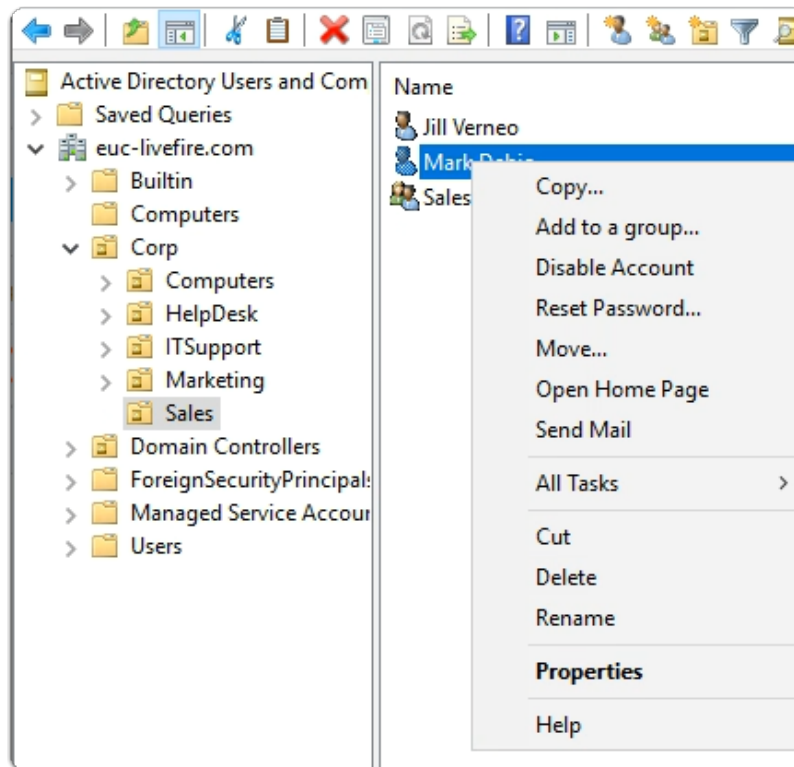 Active Directory Users and Com
Saved Queries
euc-livefire.com
Builtin
Computers
Corp
Computers
HelpDesk
ITSupport
Marketing
Sales
Domain Controllers
ForeignSecurityPrincipal
Managed Service Accou
Users
Name
Jill Verneo
Mark
Sales
Copy...
Add to a group...
Disable Account
Reset Password...
Move...
Open Home Page
Send Mail
All Tasks
Cut
Delete
Rename
Properties
Help